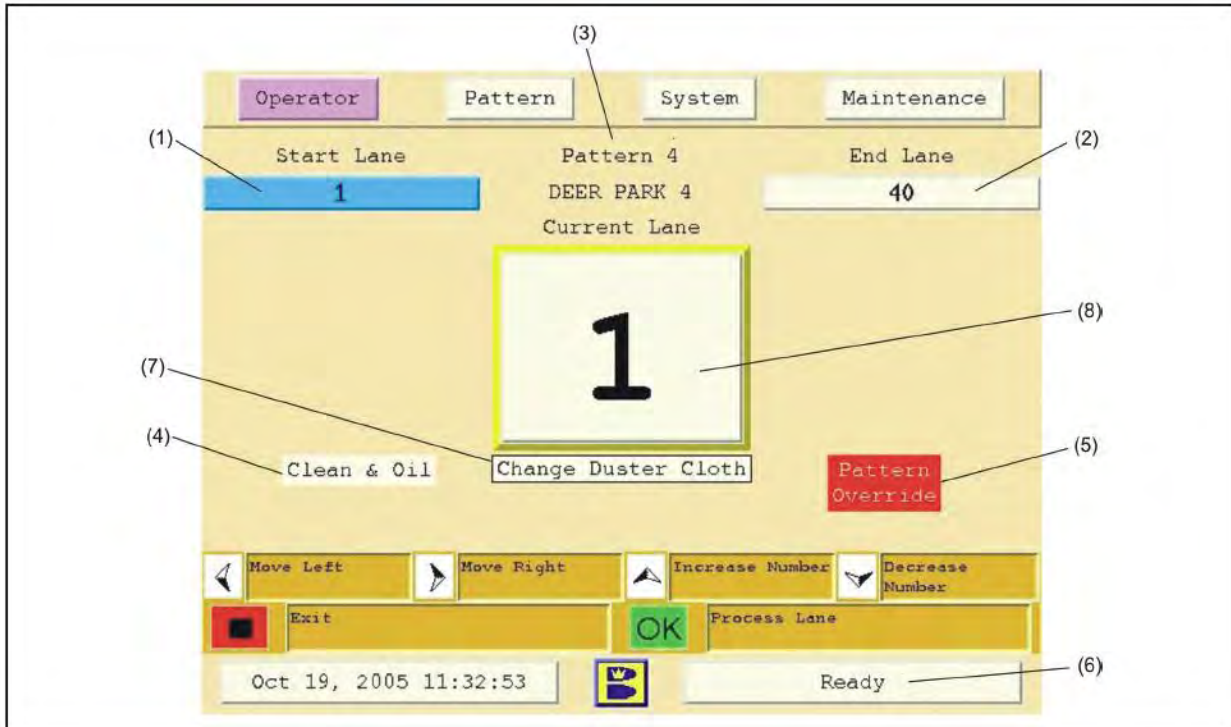 (3)
Operator Pattern System Maintenance
(1) Start Lane Pattern 4 End Lane (2)
1 DEER PARK 4 40
Current Lane
1
(8)
(7)
(4) Clean & Oil Change Duster Cloth Pattern Override (5)
Move Left Move Right Increase Number Decrease Number
Exit OK Process Lane
Oct 19, 2005 11:32:53 Ready (6)